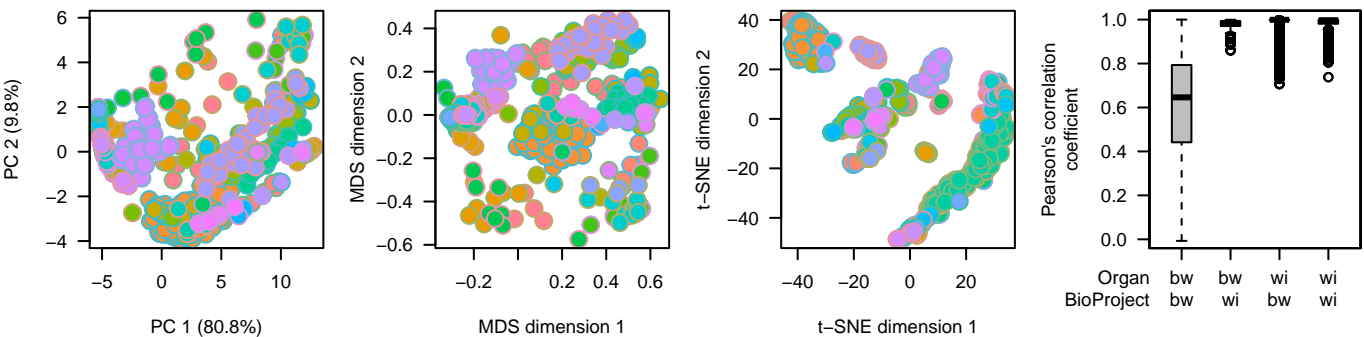 PC 2 (9.8%)
6
4
2
0
−2
−4
−5 0 5 10
PC 1 (80.8%)
MDS dimension 2
0.4
0.2
0.0
−0.2
−0.4
−0.6
−0.2 0.2 0.4 0.6
MDS dimension 1
t−SNE dimension 2
40
20
0
−20
−40
−40 −20 0 20
t−SNE dimension 1
Pearson's correlation
coefficient
1.0
0.8
0.6
0.4
0.2
0.0
Organ bw bw wi wi
BioProject bw wi bw wi